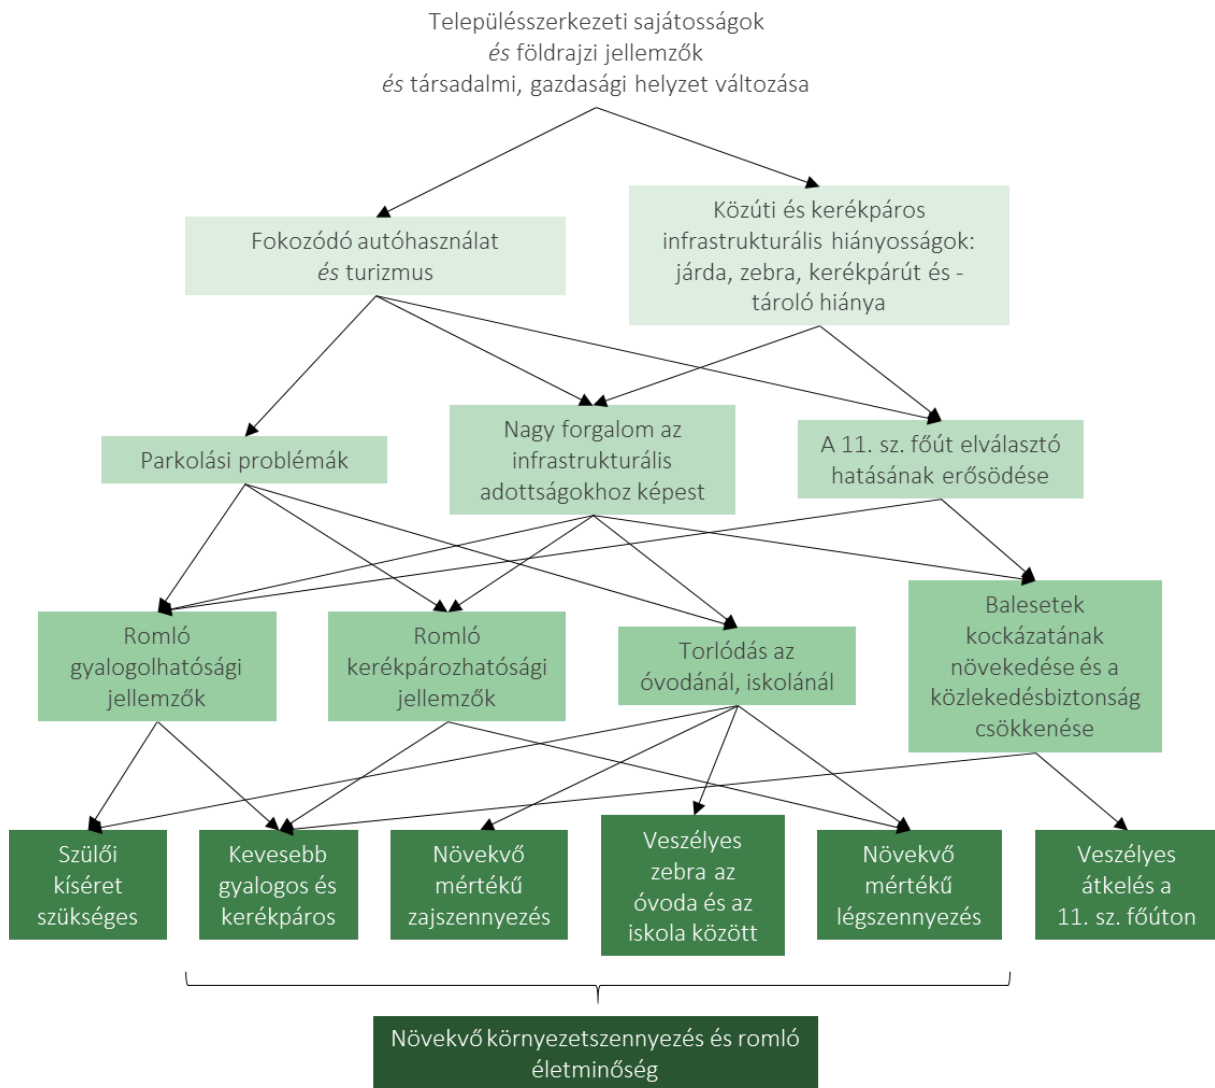 Településszerkezeti sajátosságok
és földrajzi jellemzők
és társadalmi, gazdasági helyzet változása
Fokozódó autóhasználat
és turizmus
Közúti és kerékpáros
infrastrukturális hiányosságok:
járda, zebra, kerékpárút és -
tároló hiánya
Parkolási problémák
Nagy forgalom az
infrastrukturális
adottságokhoz képest
A 11. sz. főút elválasztó
hatásának erősödése
Romló
gyalogolhatósági
jellemzők
Romló
kerékpározhatósági
jellemzők
Torlódás az
óvodánál, iskolánál
Balesetek
kockázatának
növekedése és a
közlekedésbiztonság
csökkenése
Szülői
kíséret
szükséges
Kevesebb
gyalogos és
kerékpáros
Növekvő
mértékű
zajszennyezés
Veszélyes
zebra az
óvoda és az
iskola között
Növekvő
mértékű
légszennyezés
Veszélyes
átkelés a
11. sz. főúton
Növekvő környezetszennyezés és romló
életminőség